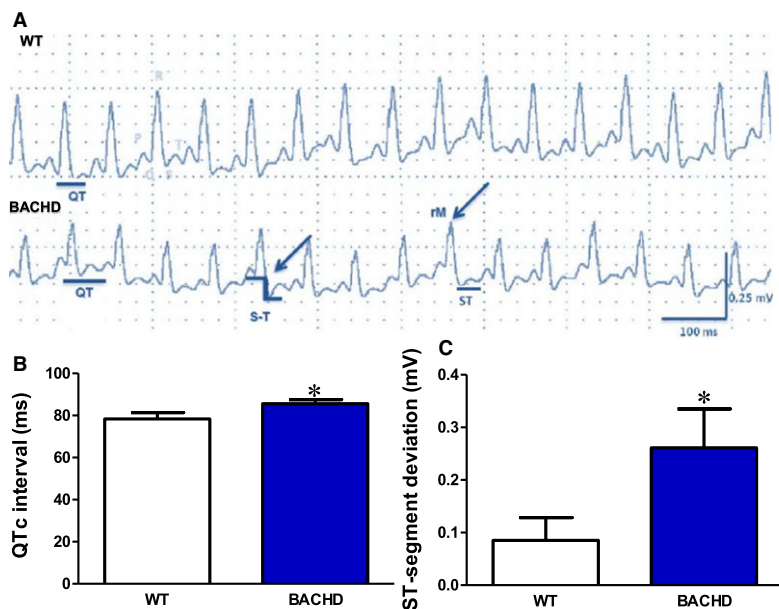 A
WT
R
P
T
Q S
QT
BACHD
rM
QT
S-T
ST
0.25 mV
100 ms
B
QTc interval (ms)
100
80
60
40
20
0
*
WT
BACHD
C
ST-segment deviation (mV)
0.4
0.3
0.2
0.1
0.0
*
WT
BACHD